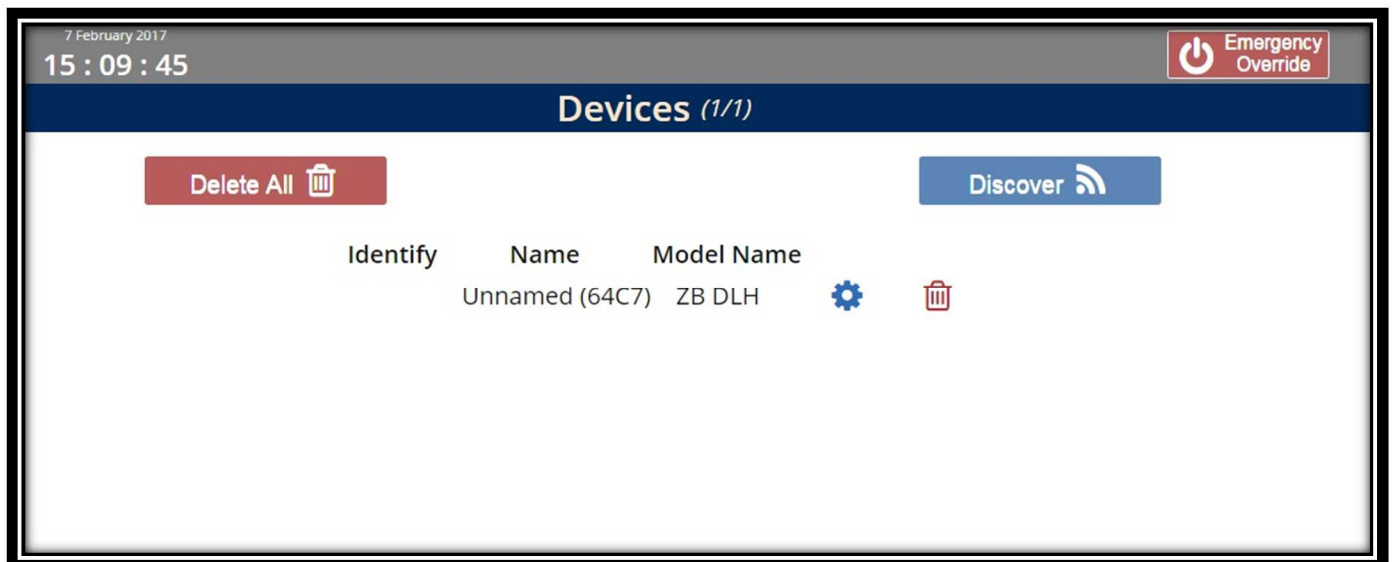 7 February 2017
15 : 09 : 45
Emergency
Override
Devices (1/1)
Delete All
Discover
Identify Name Model Name
Unnamed (64C7) ZB DLH